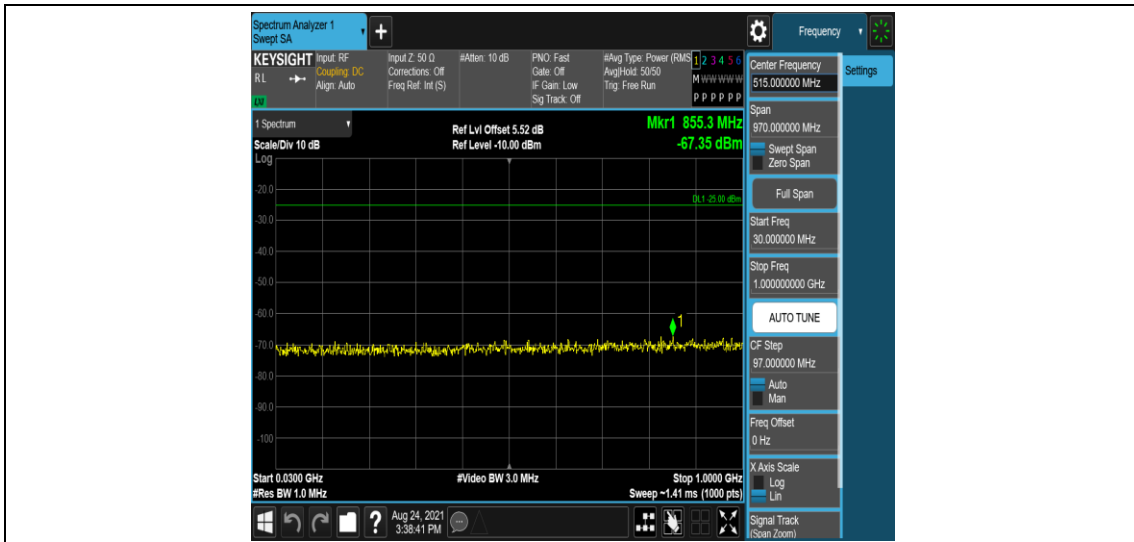 Spectrum Analyzer 1
Swept SA
+
Frequency
KEYSIGHT
RL
LXI
Input: RF
Coupling: DC
Align: Auto
Input Z: 50 Ω
Corrections: Off
Freq Ref: Int (S)
#Atten: 10 dB
PNO: Fast
Gate: Off
IF Gain: Low
Sig Track: Off
#Avg Type: Power (RMS
Avg|Hold: 50/50
Trig: Free Run
1 2 3 4 5 6
M W W W W W
P P P P P P
1 Spectrum
Scale/Div 10 dB
Ref Lvl Offset 5.52 dB
Ref Level -10.00 dBm
Mkr1 855.3 MHz
-67.35 dBm
Log
-20.0
DL1 -25.00 dBm
-30.0
-40.0
-50.0
-60.0
1
-70.0
-80.0
-90.0
-100
Start 0.0300 GHz
#Video BW 3.0 MHz
Stop 1.0000 GHz
#Res BW 1.0 MHz
Sweep ~1.41 ms (1000 pts)
?
Aug 24, 2021
3:38:41 PM
Center Frequency
515.000000 MHz
Settings
Span
970.000000 MHz
Swept Span
Zero Span
Full Span
Start Freq
30.000000 MHz
Stop Freq
1.000000000 GHz
AUTO TUNE
CF Step
97.000000 MHz
Auto
Man
Freq Offset
0 Hz
X Axis Scale
Log
Lin
Signal Track
(Span Zoom)